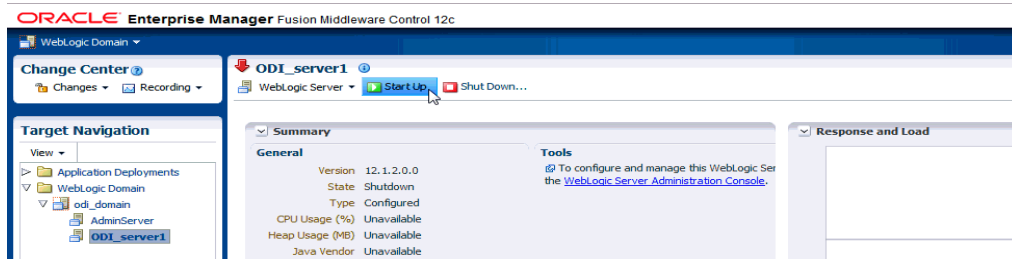 ORACLE Enterprise Manager Fusion Middleware Control 12c
WebLogic Domain
Change Center
Changes Recording
Target Navigation
View
Application Deployments
WebLogic Domain
odi_domain
AdminServer
ODI_server1
ODI_server1
WebLogic Server Start Up Shut Down...
Summary
General
Version 12.1.2.0.0
State Shutdown
Type Configured
CPU Usage (%) Unavailable
Heap Usage (MB) Unavailable
Java Vendor Unavailable
Tools
To configure and manage this WebLogic Ser
the WebLogic Server Administration Console.
Response and Load